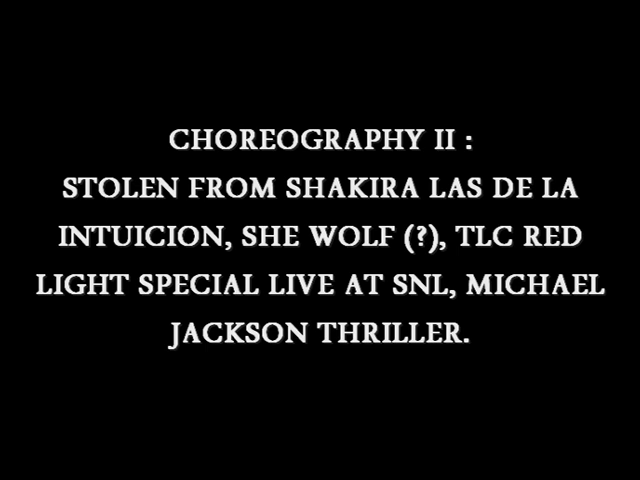 CHOREOGRAPHY II :
STOLEN FROM SHAKIRA LAS DE LA
INTUICION, SHE WOLF (?), TLC RED
LIGHT SPECIAL LIVE AT SNL, MICHAEL
JACKSON THRILLER.